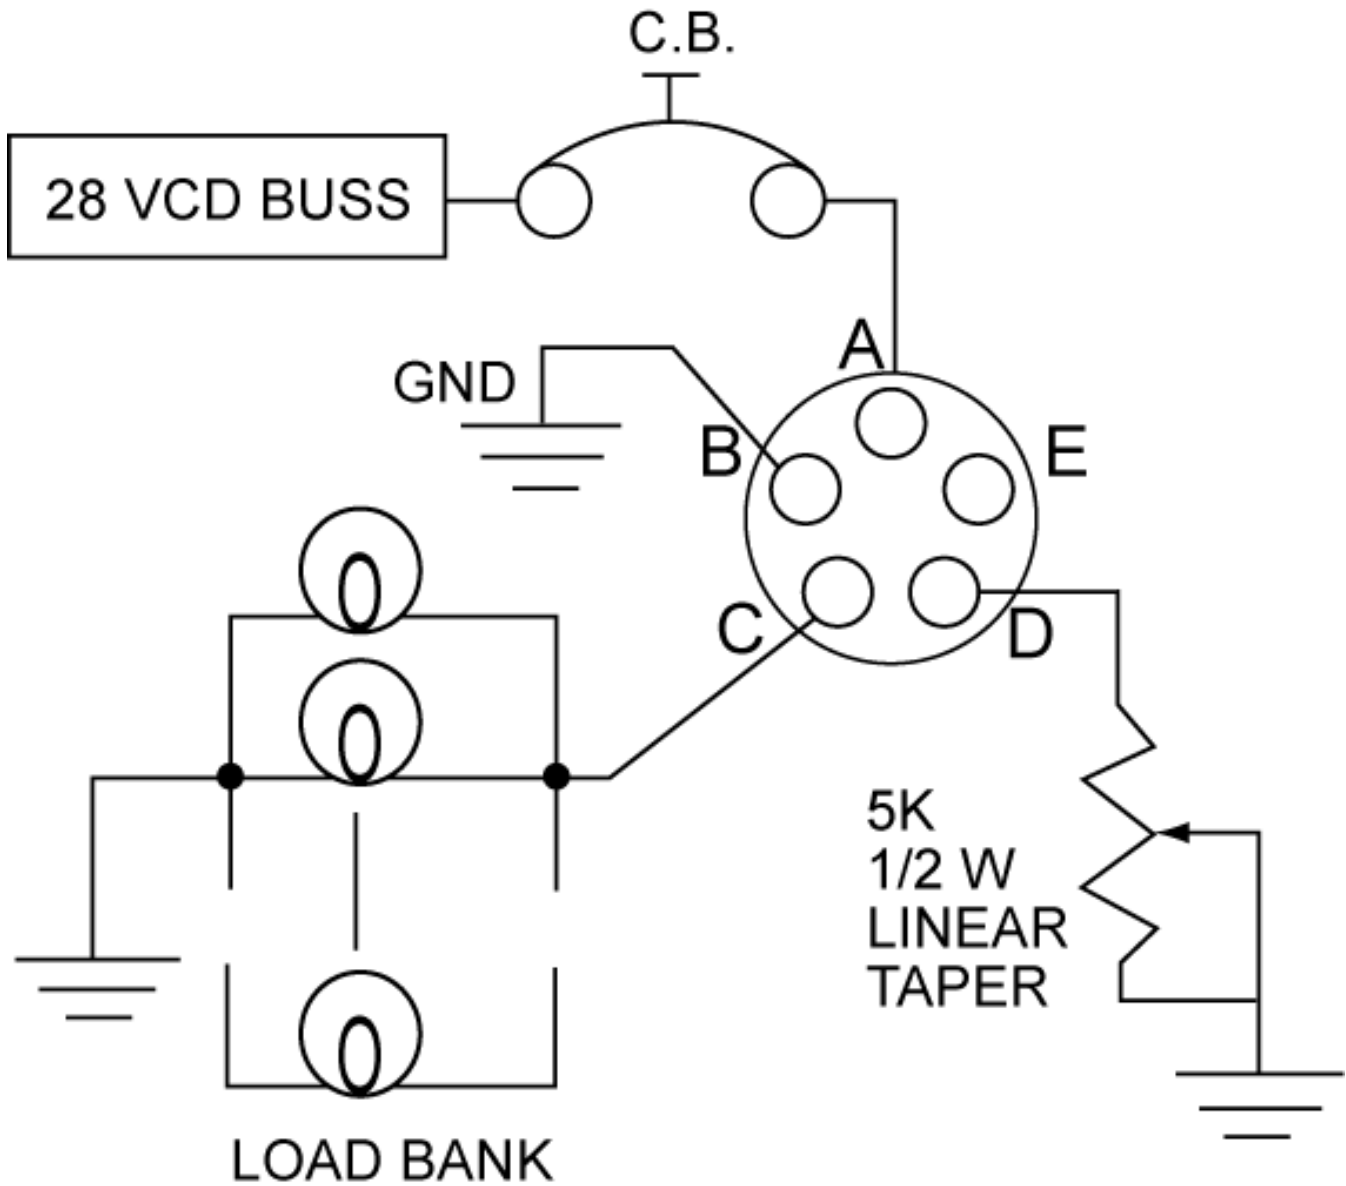 C.B.
28 VCD BUSS
A
GND
B
E
C
D
5K
1/2 W
LINEAR
TAPER
LOAD BANK